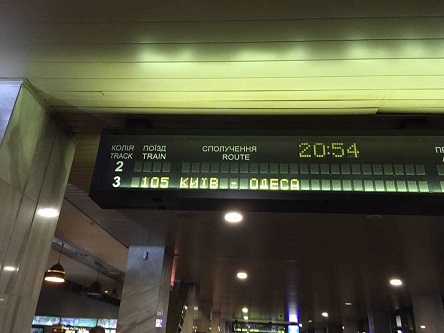 КОЛІЯ ПОЇЗД СПОЛУЧЕННЯ 20:54
TRACK TRAIN ROUTE
2
3 105 КИЇВ - ОДЕСА